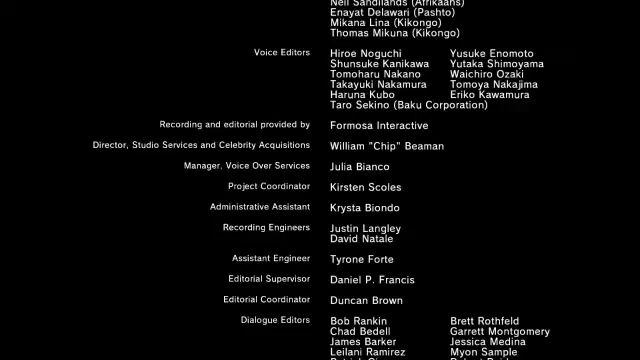 Neil Sandilands (Afrikaans)
Enayat Delawari (Pashto)
Mikana Lina (Kikongo)
Thomas Mikuna (Kikongo)
Voice Editors Hiroe Noguchi Yusuke Enomoto
Shunsuke Kanikawa Yutaka Shimoyama
Tomoharu Nakano Waichiro Ozaki
Takayuki Nakamura Tomoya Nakajima
Haruna Kubo Eriko Kawamura
Taro Sekino (Baku Corporation)
Recording and editorial provided by Formosa Interactive
Director, Studio Services and Celebrity Acquisitions William "Chip" Beaman
Manager, Voice Over Services Julia Bianco
Project Coordinator Kirsten Scoles
Administrative Assistant Krysta Biondo
Recording Engineers Justin Langley
David Natale
Assistant Engineer Tyrone Forte
Editorial Supervisor Daniel P. Francis
Editorial Coordinator Duncan Brown
Dialogue Editors Bob Rankin Brett Rothfeld
Chad Bedell Garrett Montgomery
James Barker Jessica Medina
Leilani Ramirez Myon Sample